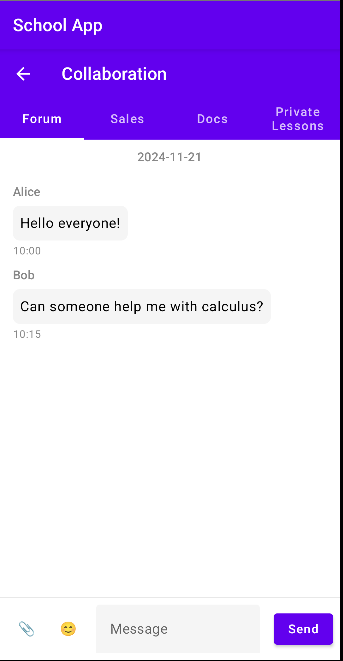 School App
Collaboration
Forum
Sales
Docs
Private
Lessons
2024-11-21
Alice
Hello everyone!
10:00
Bob
Can someone help me with calculus?
10:15
Message
Send